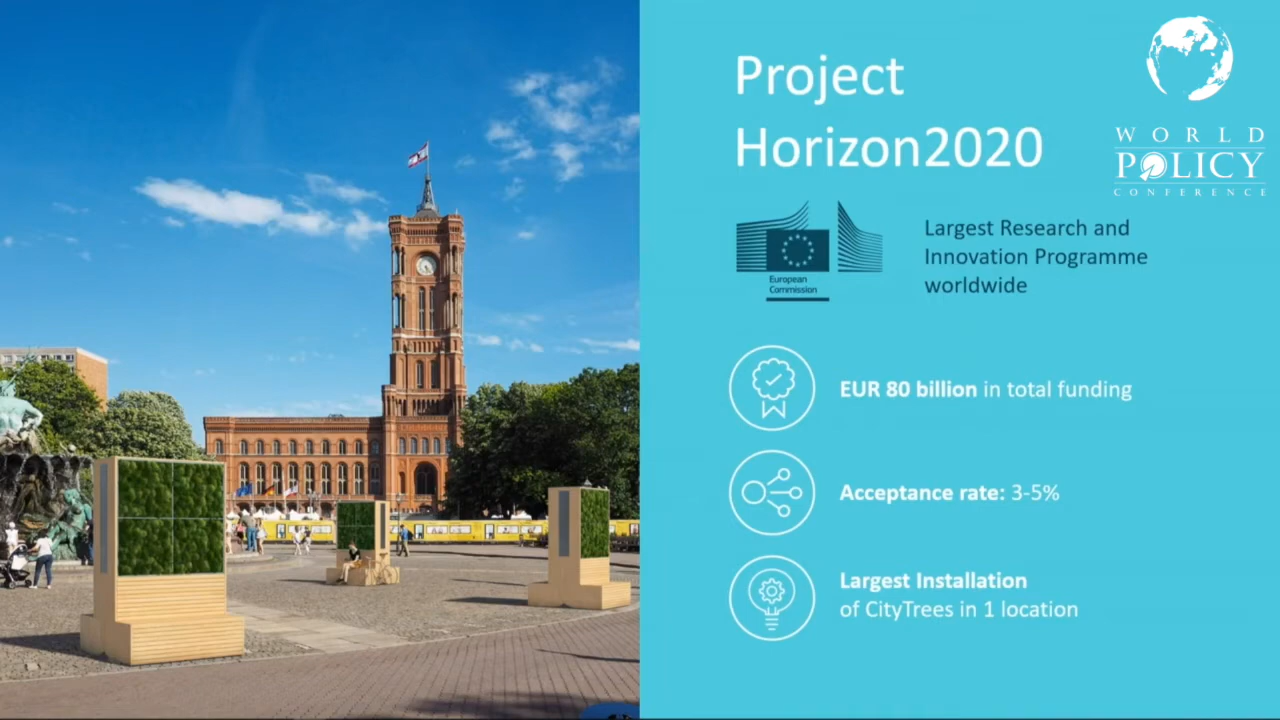 Project
Horizon2020
WORLD
POLICY
CONFERENCE
European
Commission
Largest Research and
Innovation Programme
worldwide
EUR 80 billion in total funding
Acceptance rate: 3-5%
Largest Installation
of CityTrees in 1 location